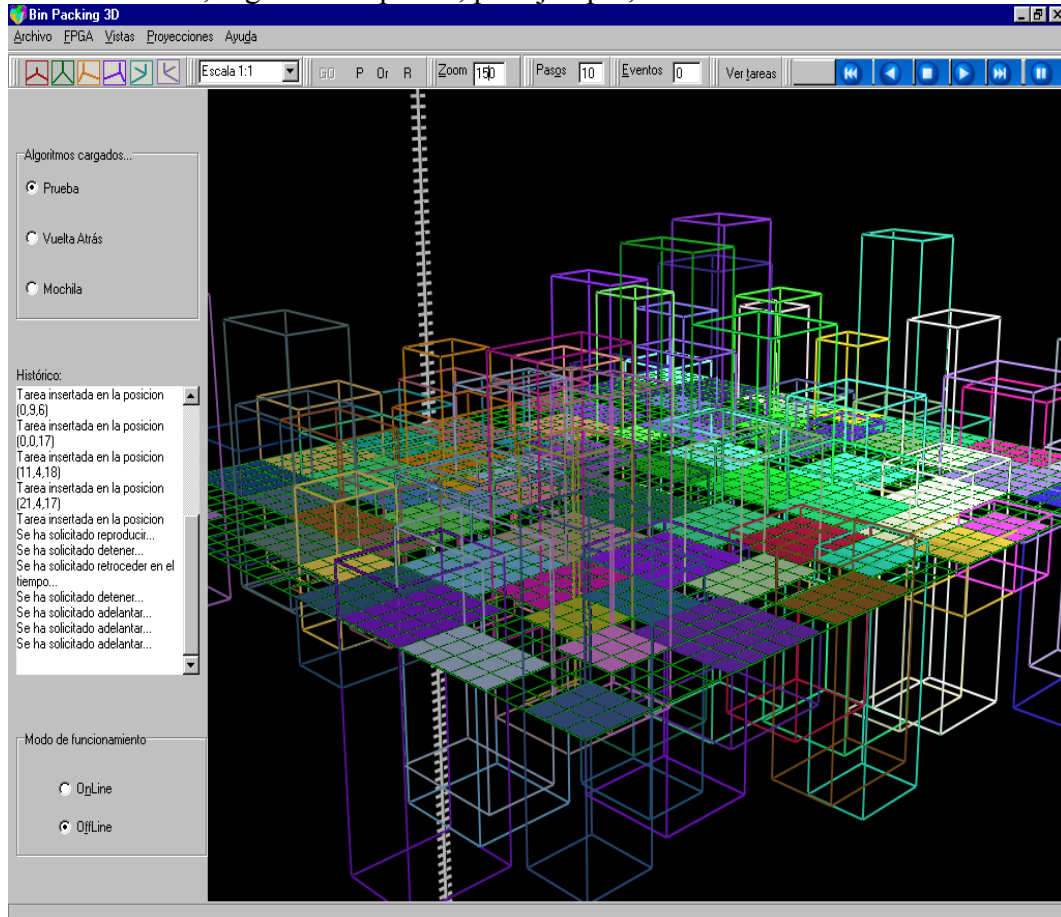 Bin Packing 3D
Archivo FPGA Vistas Proyecciones Ayuda
Escala 1:1 GO P Or R Zoom 150 Pasos 10 Eventos 0 Ver tareas
Algoritmos cargados...
Prueba
Vuelta Atrás
Mochila
Histórico:
Tarea insertada en la posicion
(0,9,6)
Tarea insertada en la posicion
(0,0,17)
Tarea insertada en la posicion
(11,4,18)
Tarea insertada en la posicion
(21,4,17)
Tarea insertada en la posicion
Se ha solicitado reproducir...
Se ha solicitado detener...
Se ha solicitado retroceder en el
tiempo...
Se ha solicitado detener...
Se ha solicitado adelantar...
Se ha solicitado adelantar...
Se ha solicitado adelantar...
Modo de funcionamiento
OnLine
OffLine